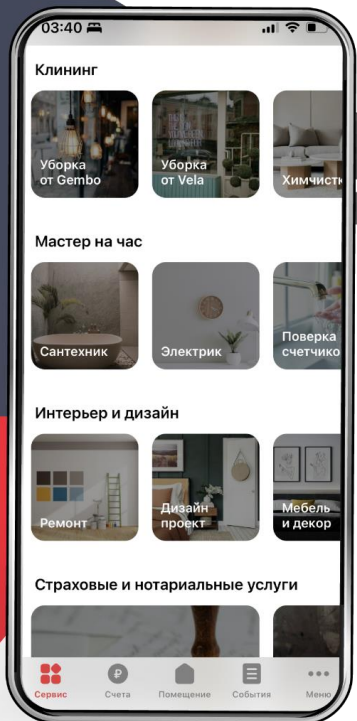 03:40
Клининг
Уборка
от Gembo
Уборка
от Vela
Химчистк
Мастер на час
Сантехник
Электрик
Поверка
счетчико
Интерьер и дизайн
Ремонт
Дизайн
проект
Мебель
и декор
Страховые и нотариальные услуги
Сервис
₽
Счета
Помещение
События
Меню